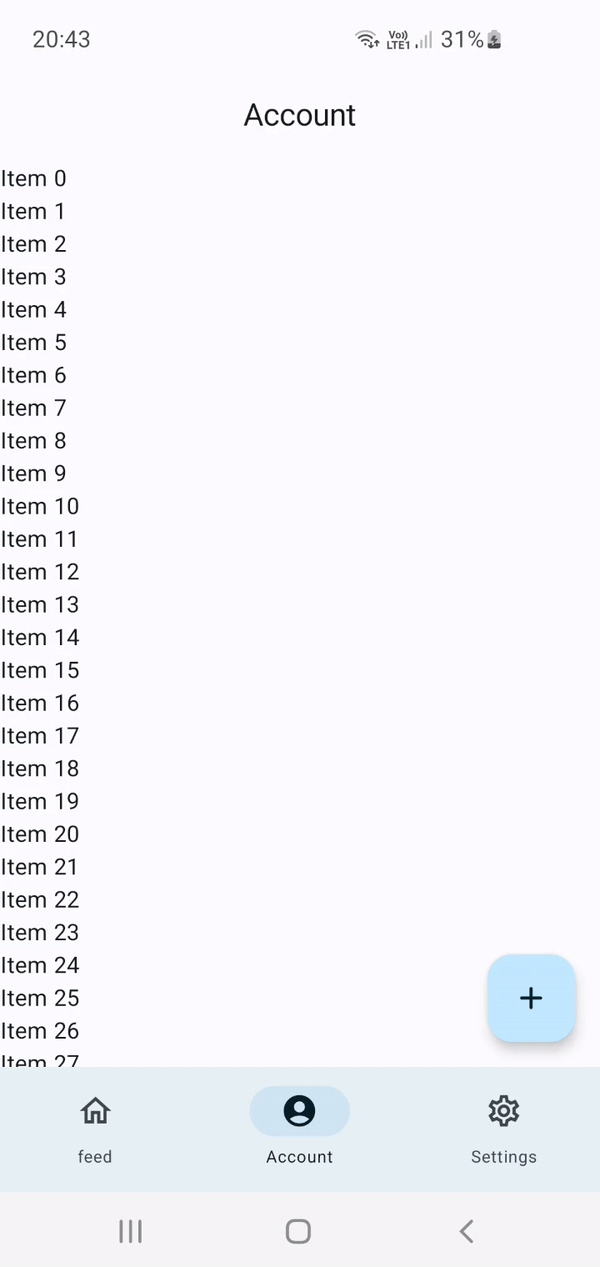 20:43 Vo)) LTE1 31%
Account
Item 0
Item 1
Item 2
Item 3
Item 4
Item 5
Item 6
Item 7
Item 8
Item 9
Item 10
Item 11
Item 12
Item 13
Item 14
Item 15
Item 16
Item 17
Item 18
Item 19
Item 20
Item 21
Item 22
Item 23
Item 24
Item 25
Item 26
Item 27
feed Account Settings